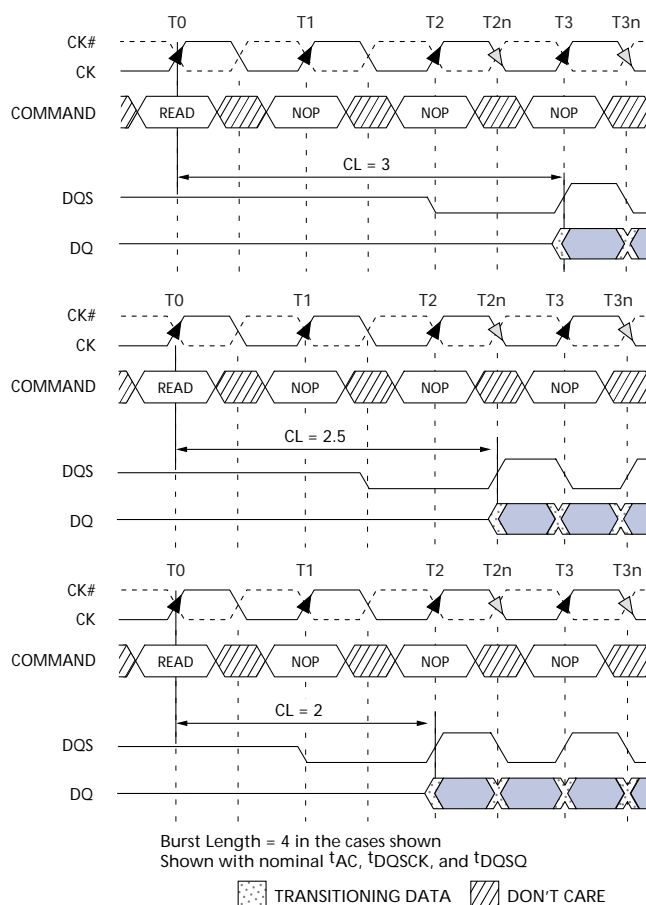 T0 T1 T2 T2n T3 T3n
CK#
CK
COMMAND READ NOP NOP NOP
CL = 3
DQS
DQ
T0 T1 T2 T2n T3 T3n
CK#
CK
COMMAND READ NOP NOP NOP
CL = 2.5
DQS
DQ
T0 T1 T2 T2n T3 T3n
CK#
CK
COMMAND READ NOP NOP NOP
CL = 2
DQS
DQ
Burst Length = 4 in the cases shown
Shown with nominal tAC, tDQSCK, and tDQSQ
TRANSITIONING DATA DON'T CARE